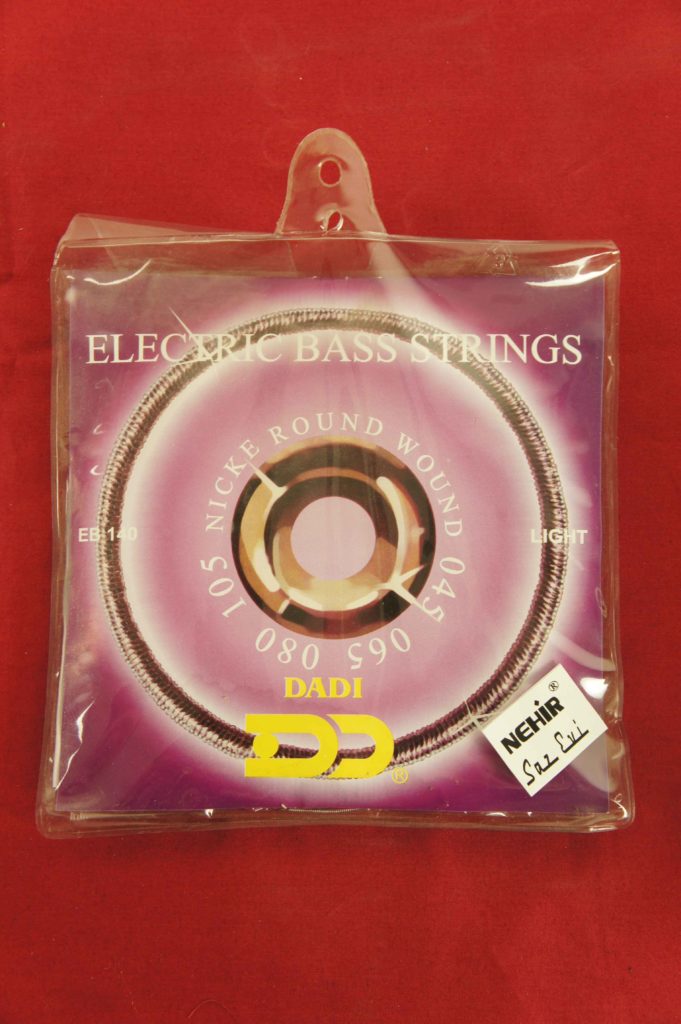 ELECTRIC BASS STRINGS
NICKE ROUND WOUND 045 065 080 105
EB 140
LIGHT
DADI
DD®
NEHİR®
Saz Evi